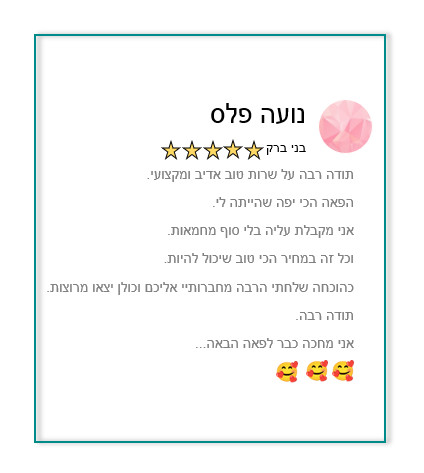 נועה פלס
בני ברק
תודה רבה על שרות טוב אדיב ומקצועי.
הפאה הכי יפה שהייתה לי.
אני מקבלת עליה בלי סוף מחמאות.
וכל זה במחיר הכי טוב שיכול להיות.
כהוכחה שלחתי הרבה מחברותיי אליכם וכולן יצאו מרוצות.
תודה רבה.
אני מחכה כבר לפאה הבאה...